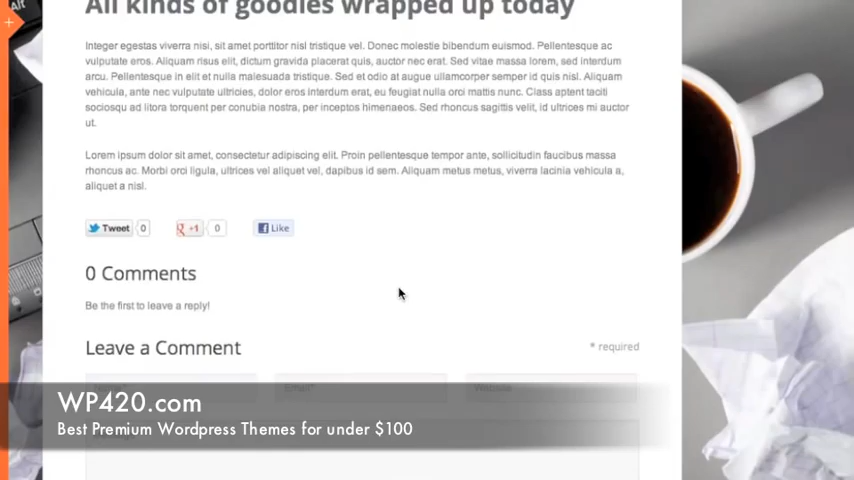 Alt
All kinds of goodies wrapped up today
Integer egestas viverra nisi, sit amet porttitor nisl tristique vel. Donec molestie bibendum euismod. Pellentesque ac
vulputate eros. Aliquam risus elit, dictum gravida placerat quis, auctor nec erat. Sed vitae massa lorem, sed interdum
arcu. Pellentesque in elit et nulla malesuada tristique. Sed et odio at augue ullamcorper semper id quis nisl. Aliquam
vehicula, ante nec vulputate ultricies, dolor eros interdum erat, eu feugiat nulla orci mattis nunc. Class aptent taciti
sociosqu ad litora torquent per conubia nostra, per inceptos himenaeos. Sed rhoncus sagittis velit, id ultrices mi auctor
ut.
Lorem ipsum dolor sit amet, consectetur adipiscing elit. Proin pellentesque tempor ante, sollicitudin faucibus massa
rhoncus ac. Morbi orci ligula, ultrices vel aliquet vel, dapibus id sem. Aliquam metus metus, viverra lacinia vehicula a,
aliquet a nisl.
Tweet 0 +1 0 Like
0 Comments
Be the first to leave a reply!
Leave a Comment * required
Email* Website
WP420.com
Best Premium Wordpress Themes for under $100